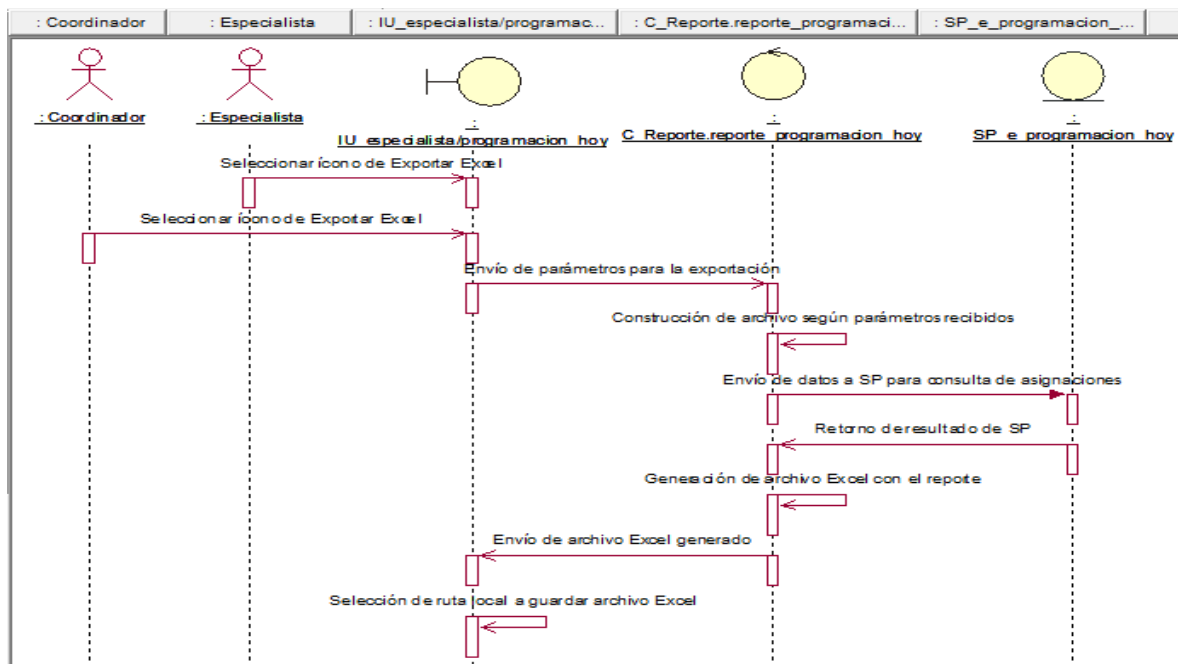 : Coordinador
: Especialista
: IU_especialista/programac...
: C_Reporte.reporte_programaci...
: SP_e_programacion_...
: Coordinador
: Especialista
:
IU_especialista/programacion_hoy
:
C_Reporte.reporte_programacion_hoy
:
SP_e_programacion_hoy
Seleccionar ícono de Exportar Excel
Seleccionar ícono de Exportar Excel
Envío de parámetros para la exportación
Construcción de archivo según parámetros recibidos
Envío de datos a SP para consulta de asignaciones
Retorno de resultado de SP
Generación de archivo Excel con el reporte
Envío de archivo Excel generado
Selección de ruta local a guardar archivo Excel